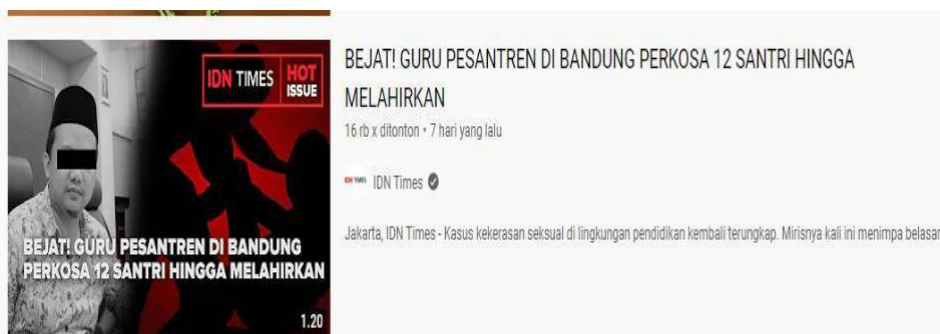 IDN TIMES
HOT
ISSUE
BEJAT! GURU PESANTREN DI BANDUNG
PERKOSA 12 SANTRI HINGGA MELAHIRKAN
1.20
BEJAT! GURU PESANTREN DI BANDUNG PERKOSA 12 SANTRI HINGGA
MELAHIRKAN
16 rb x ditonton • 7 hari yang lalu
IDN TIMES IDN Times
Jakarta, IDN Times - Kasus kekerasan seksual di lingkungan pendidikan kembali terungkap. Mirisnya kali ini menimpa belasan